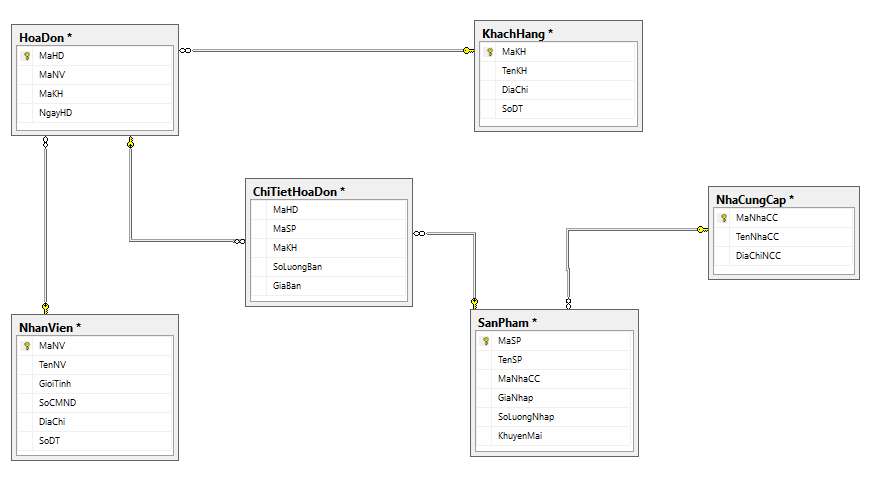 HoaDon *
MaHD
MaNV
MaKH
NgayHD
KhachHang *
MaKH
TenKH
DiaChi
SoDT
ChiTietHoaDon *
MaHD
MaSP
MaKH
SoLuongBan
GiaBan
NhaCungCap *
MaNhaCC
TenNhaCC
DiaChiNCC
NhanVien *
MaNV
TenNV
GioiTinh
SoCMND
DiaChi
SoDT
SanPham *
MaSP
TenSP
MaNhaCC
GiaNhap
SoLuongNhap
KhuyenMai